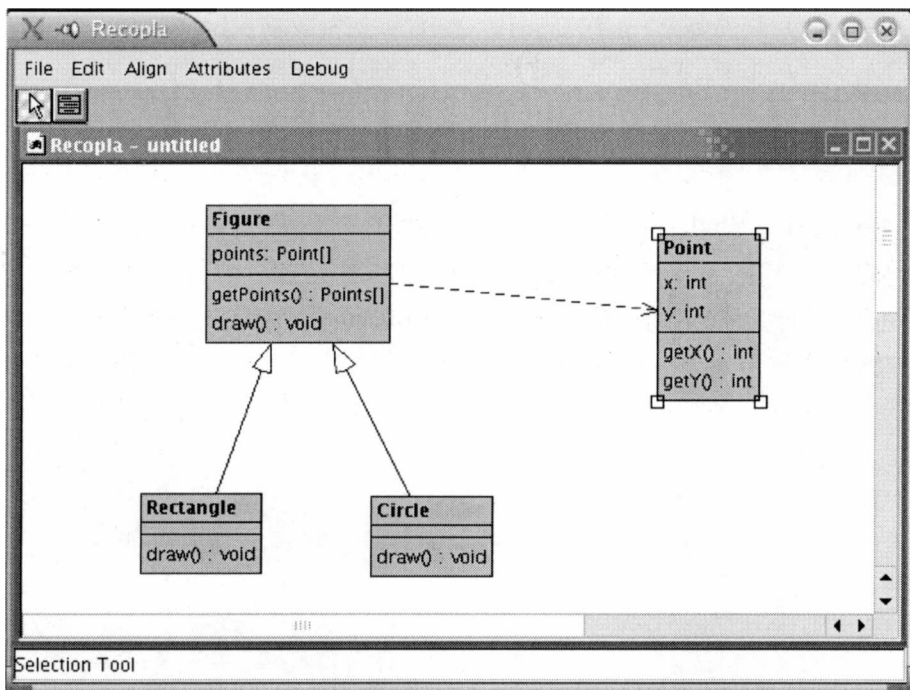 Recopla
File Edit Align Attributes Debug
Recopla - untitled
Figure
points: Point[]
getPoints() : Points[]
draw() : void
Point
x: int
y: int
getX() : int
getY() : int
Rectangle
draw() : void
Circle
draw() : void
Selection Tool